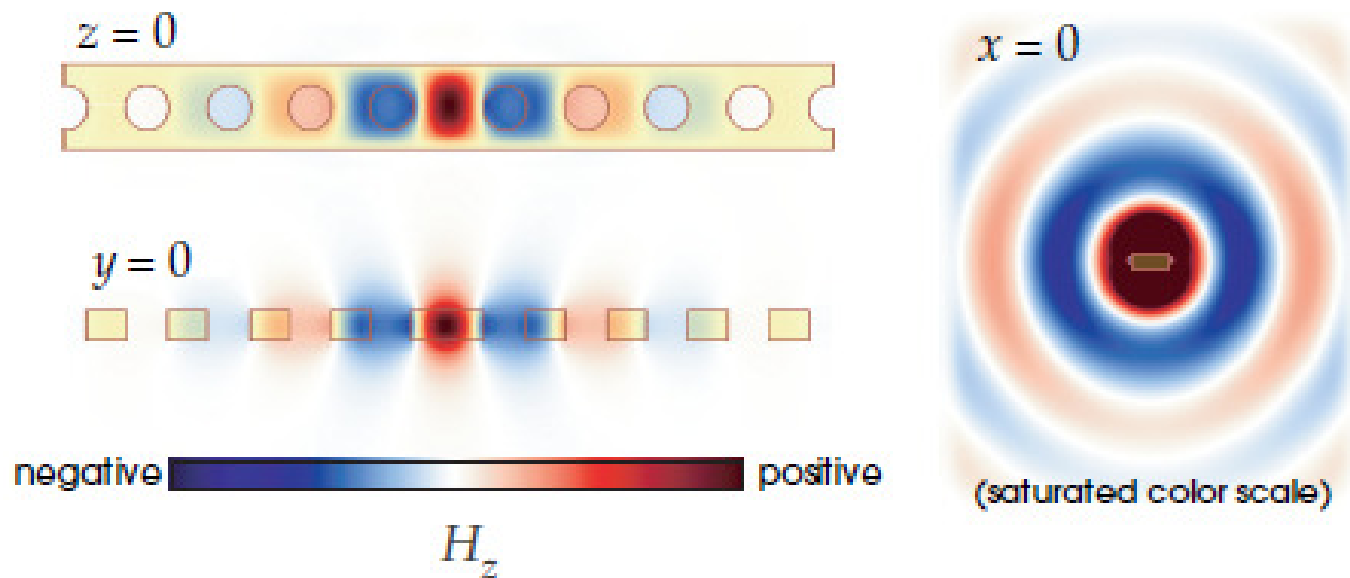 z = 0
x = 0
y = 0
negative
positive
(saturated color scale)
H_z